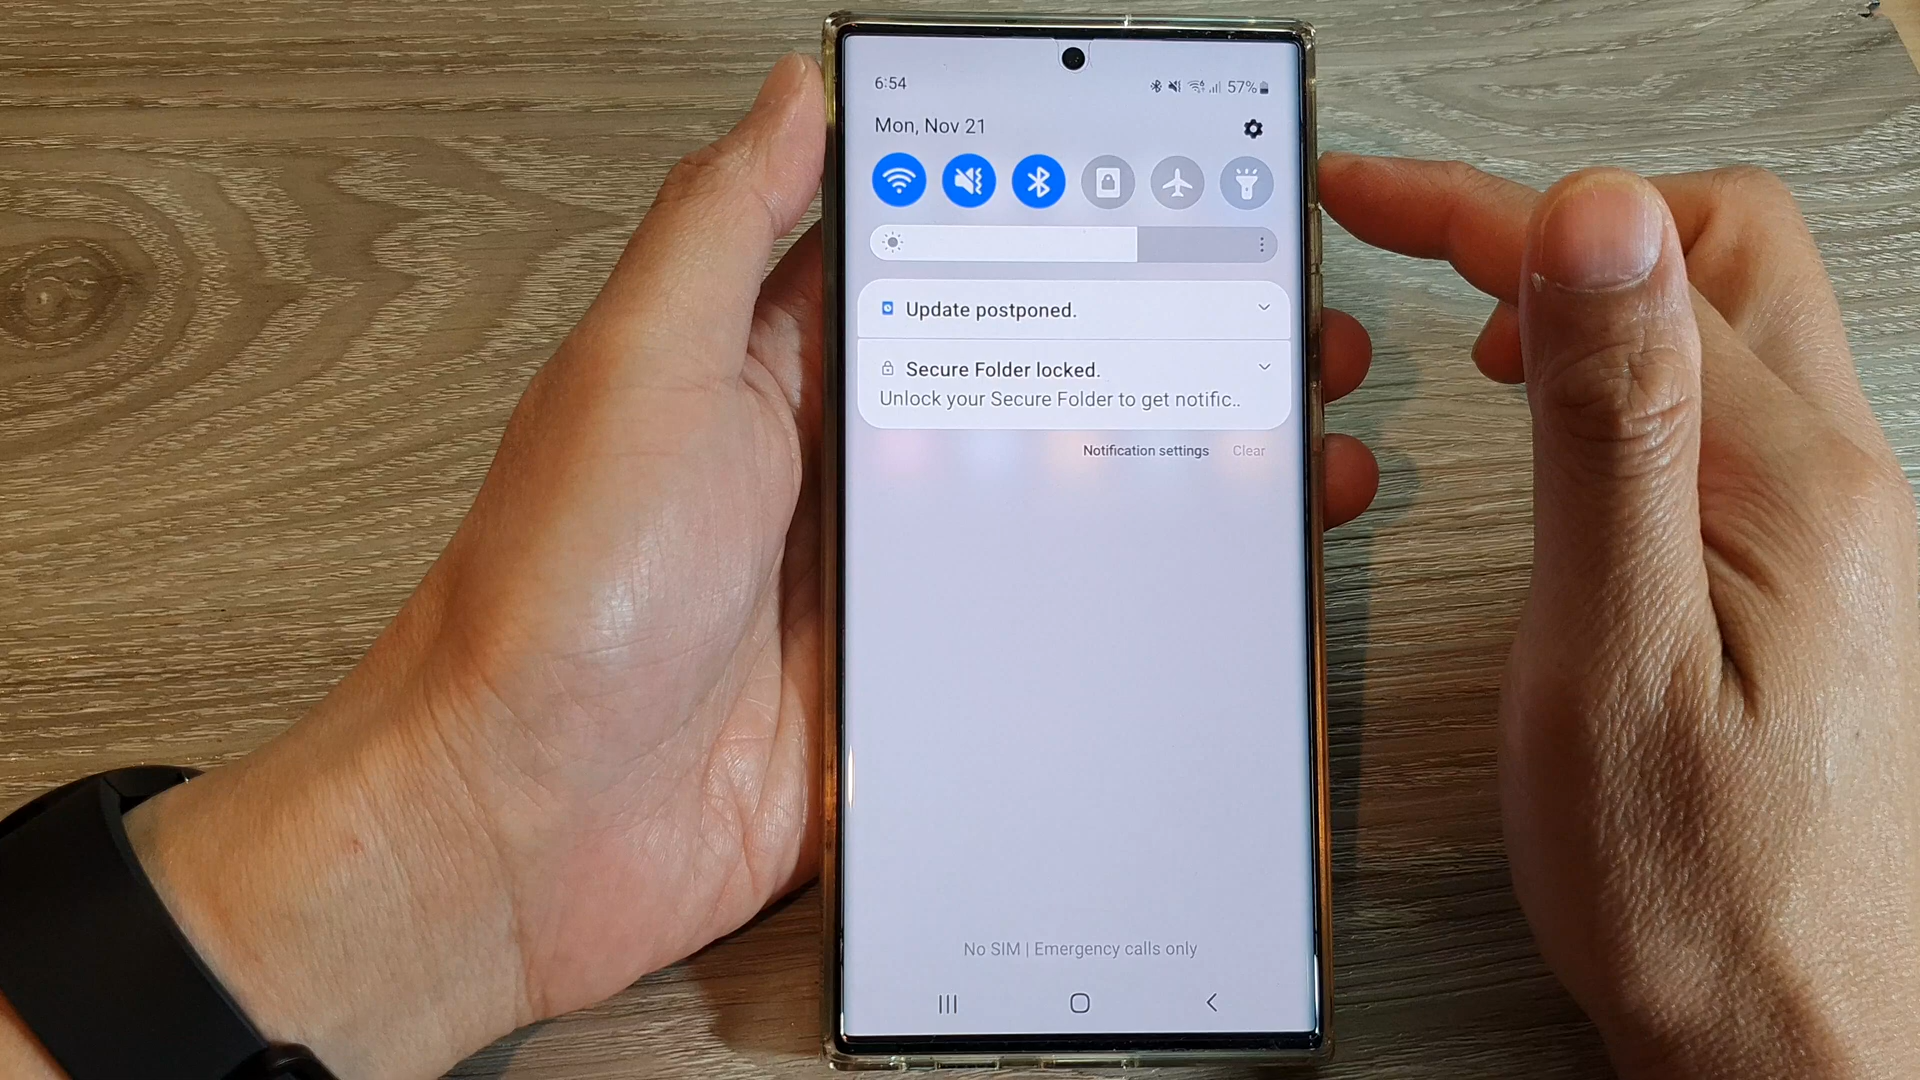 6:54
57%
Mon, Nov 21
Update postponed.
Secure Folder locked.
Unlock your Secure Folder to get notific..
Notification settings
Clear
No SIM | Emergency calls only